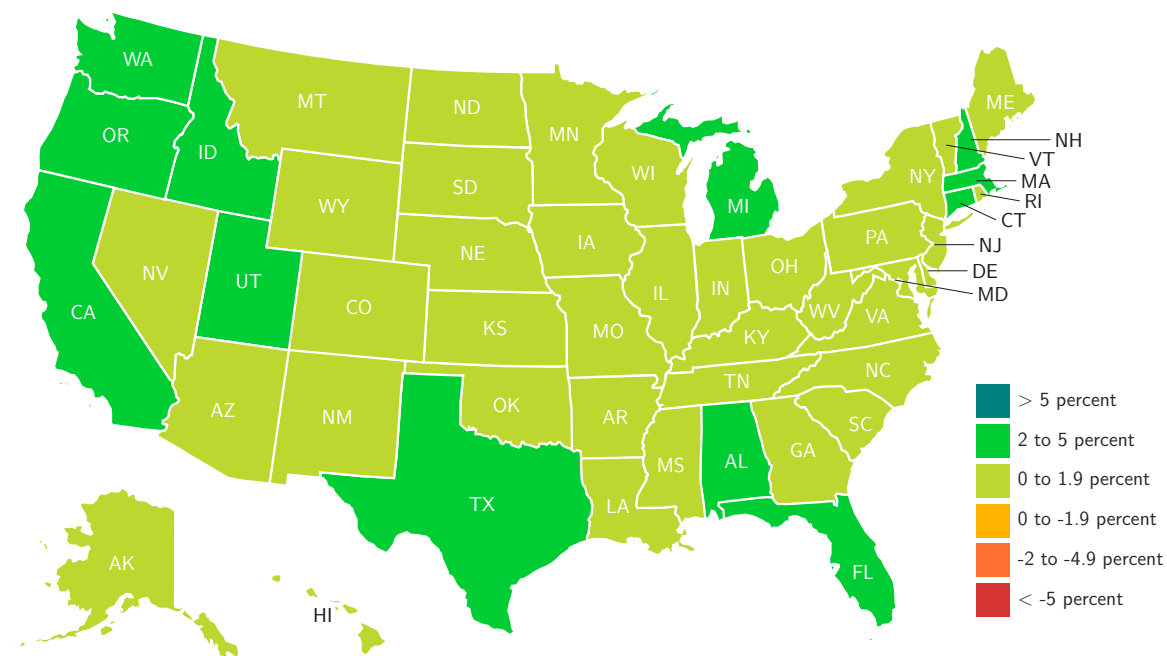 WA
OR
ID
MT
ND
MN
SD
WY
WI
MI
NY
ME
NH
VT
MA
RI
CT
NJ
DE
MD
PA
NE
IA
NV
UT
CA
CO
KS
MO
IL
IN
OH
WV
VA
KY
NC
TN
SC
AZ
NM
OK
AR
MS
AL
GA
LA
TX
FL
AK
HI
> 5 percent
2 to 5 percent
0 to 1.9 percent
0 to -1.9 percent
-2 to -4.9 percent
< -5 percent